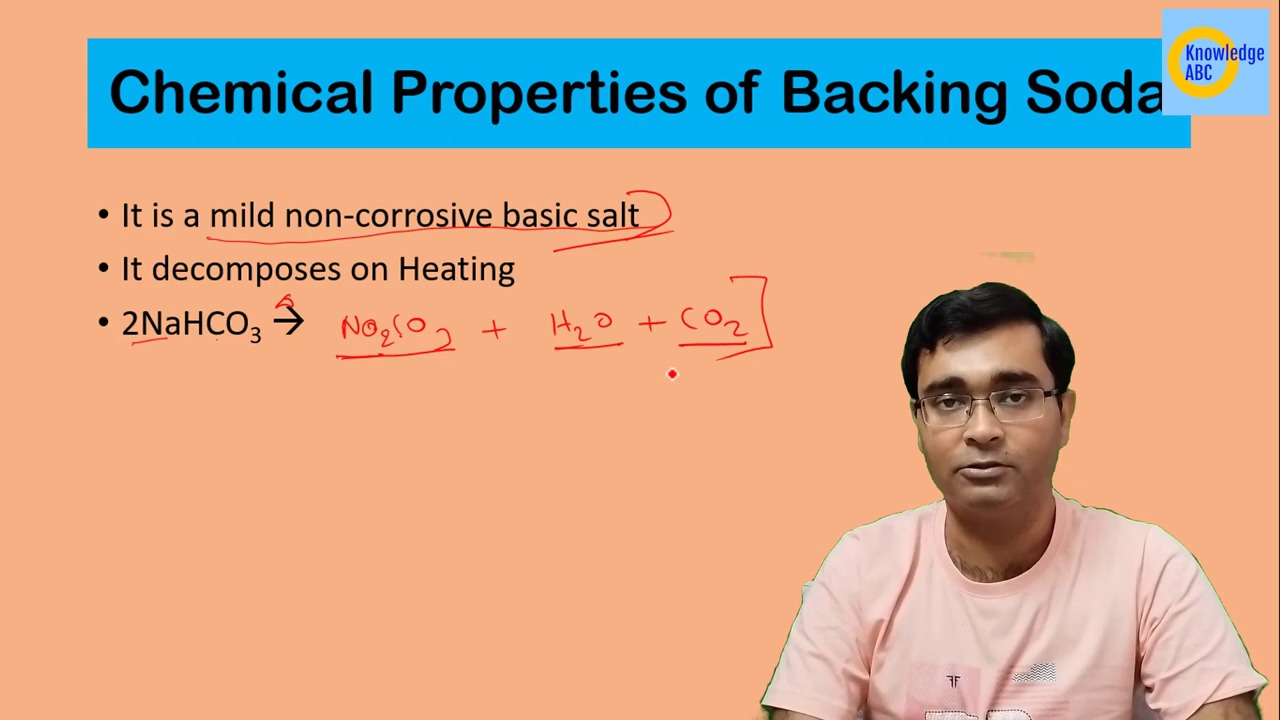 Chemical Properties of Backing Soda
Knowledge
ABC
• It is a mild non-corrosive basic salt
• It decomposes on Heating
• 2NaHCO₃ → Na₂CO₃ + H₂O + CO₂